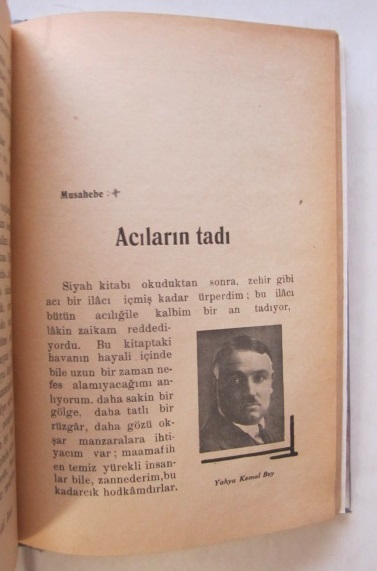 Musahebe :+
Acıların tadı
Siyah kitabı okuduktan sonra, zehir gibi
acı bir ilâcı içmiş kadar ürperdim; bu ilâcı
bütün acılığile kalbim bir an tadıyor,
lâkin zaikam reddedi-
yordu. Bu kitaptaki
havanın hayali içinde
bile uzun bir zaman ne-
fes alamıyacağımı an-
lıyorum. daha sakin bir
gölge, daha tatlı bir
rüzgâr, daha gözü ok-
şar manzaralara ihti-
yacım var; maamafih
en temiz yürekli insan-
lar bile, zannederim,bu
kadarcık hodkâmdırlar.
Yahya Kemal Bey